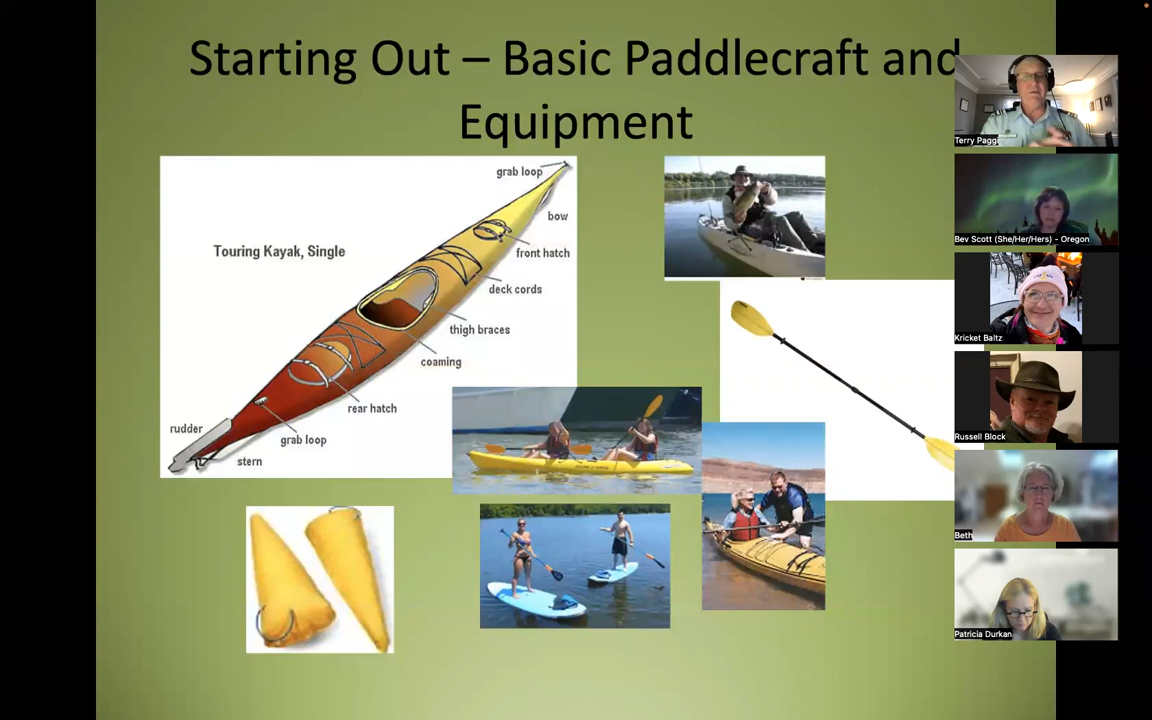 Starting Out – Basic Paddlecraft and
Equipment
grab loop
bow
Touring Kayak, Single
front hatch
deck cords
thigh braces
coaming
rear hatch
rudder
grab loop
stern
Terry Paggi
Bev Scott (She/Her/Hers) - Oregon
Kricket Baltz
Russell Block
Beth
Patricia Durkan